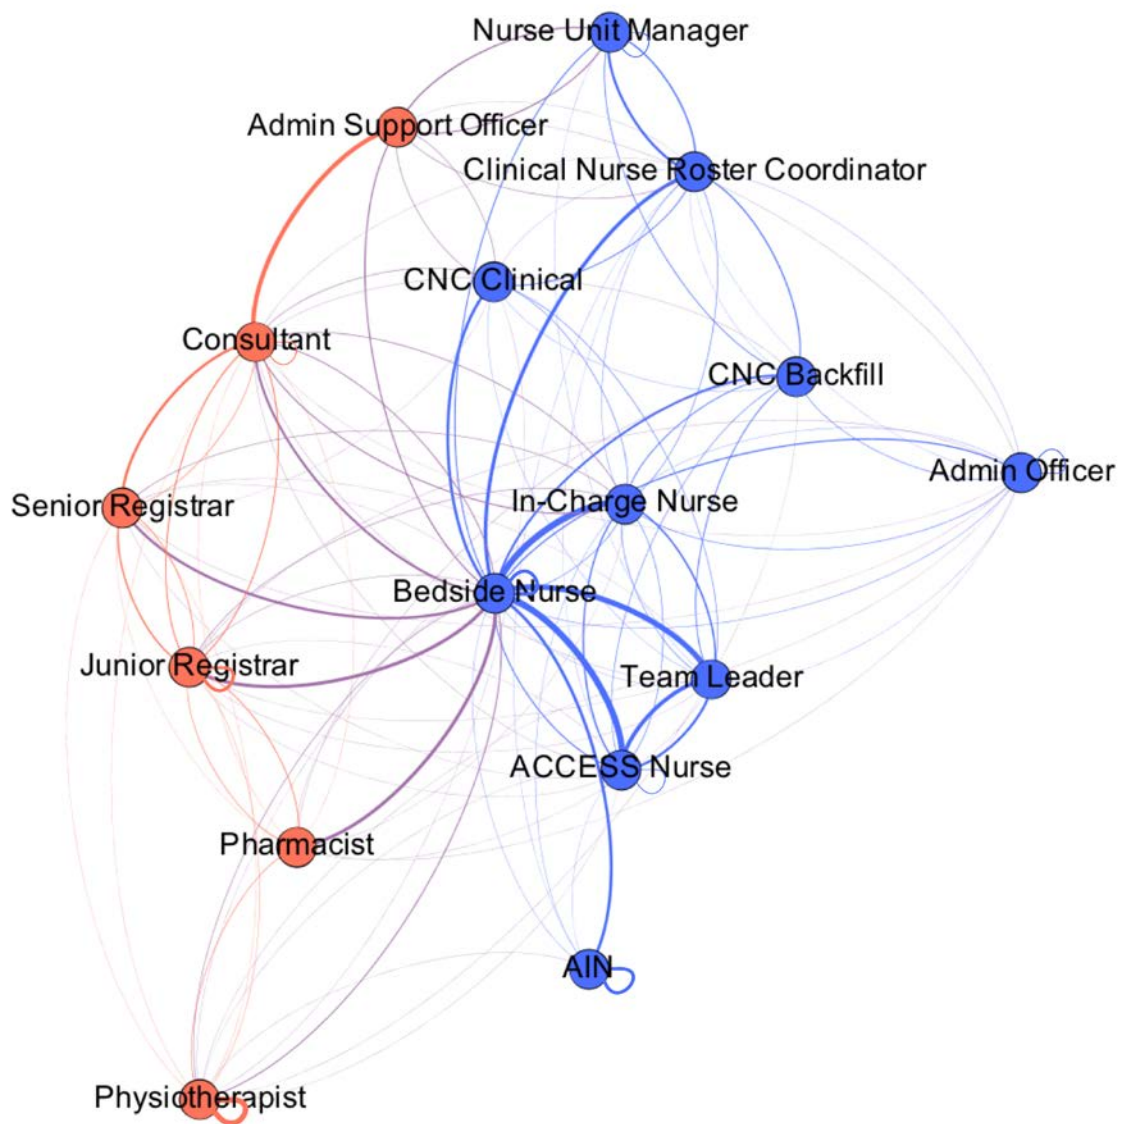 Nurse Unit Manager
Admin Support Officer
Clinical Nurse Roster Coordinator
CNC Clinical
Consultant
CNC Backfill
Admin Officer
In-Charge Nurse
Senior Registrar
Bedside Nurse
Junior Registrar
Team Leader
ACCESS Nurse
Pharmacist
AIN
Physiotherapist